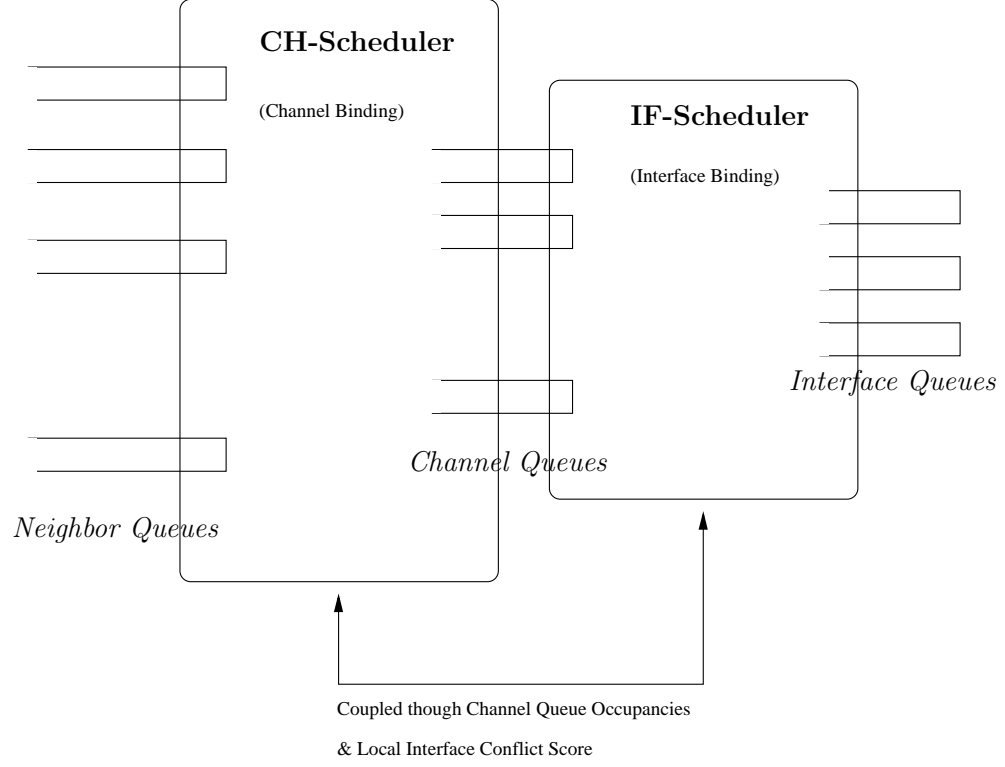 CH-Scheduler
(Channel Binding)
IF-Scheduler
(Interface Binding)
Interface Queues
Channel Queues
Neighbor Queues
Coupled though Channel Queue Occupancies
& Local Interface Conflict Score